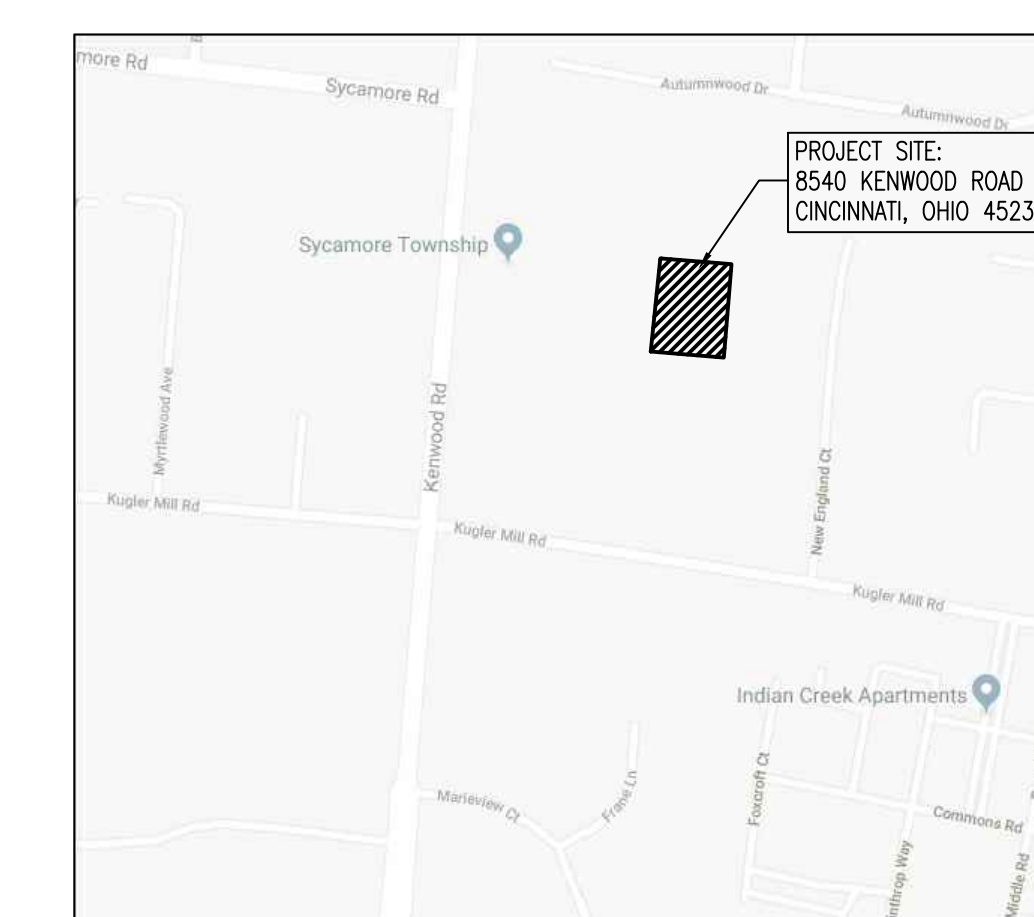 more Rd
Sycamore Rd
Autumnwood Dr
Autumnwood Dr
PROJECT SITE:
8540 KENWOOD ROAD
CINCINNATI, OHIO 4523
Sycamore Township
Myrtlewood Ave
Kenwood Rd
New England Ct
Kugler Mill Rd
Kugler Mill Rd
Kugler Mill Rd
Indian Creek Apartments
Marieview Ct
Frane Ln
Foxcroft Ct
Commons Rd
inthrop Way
Middle Rd